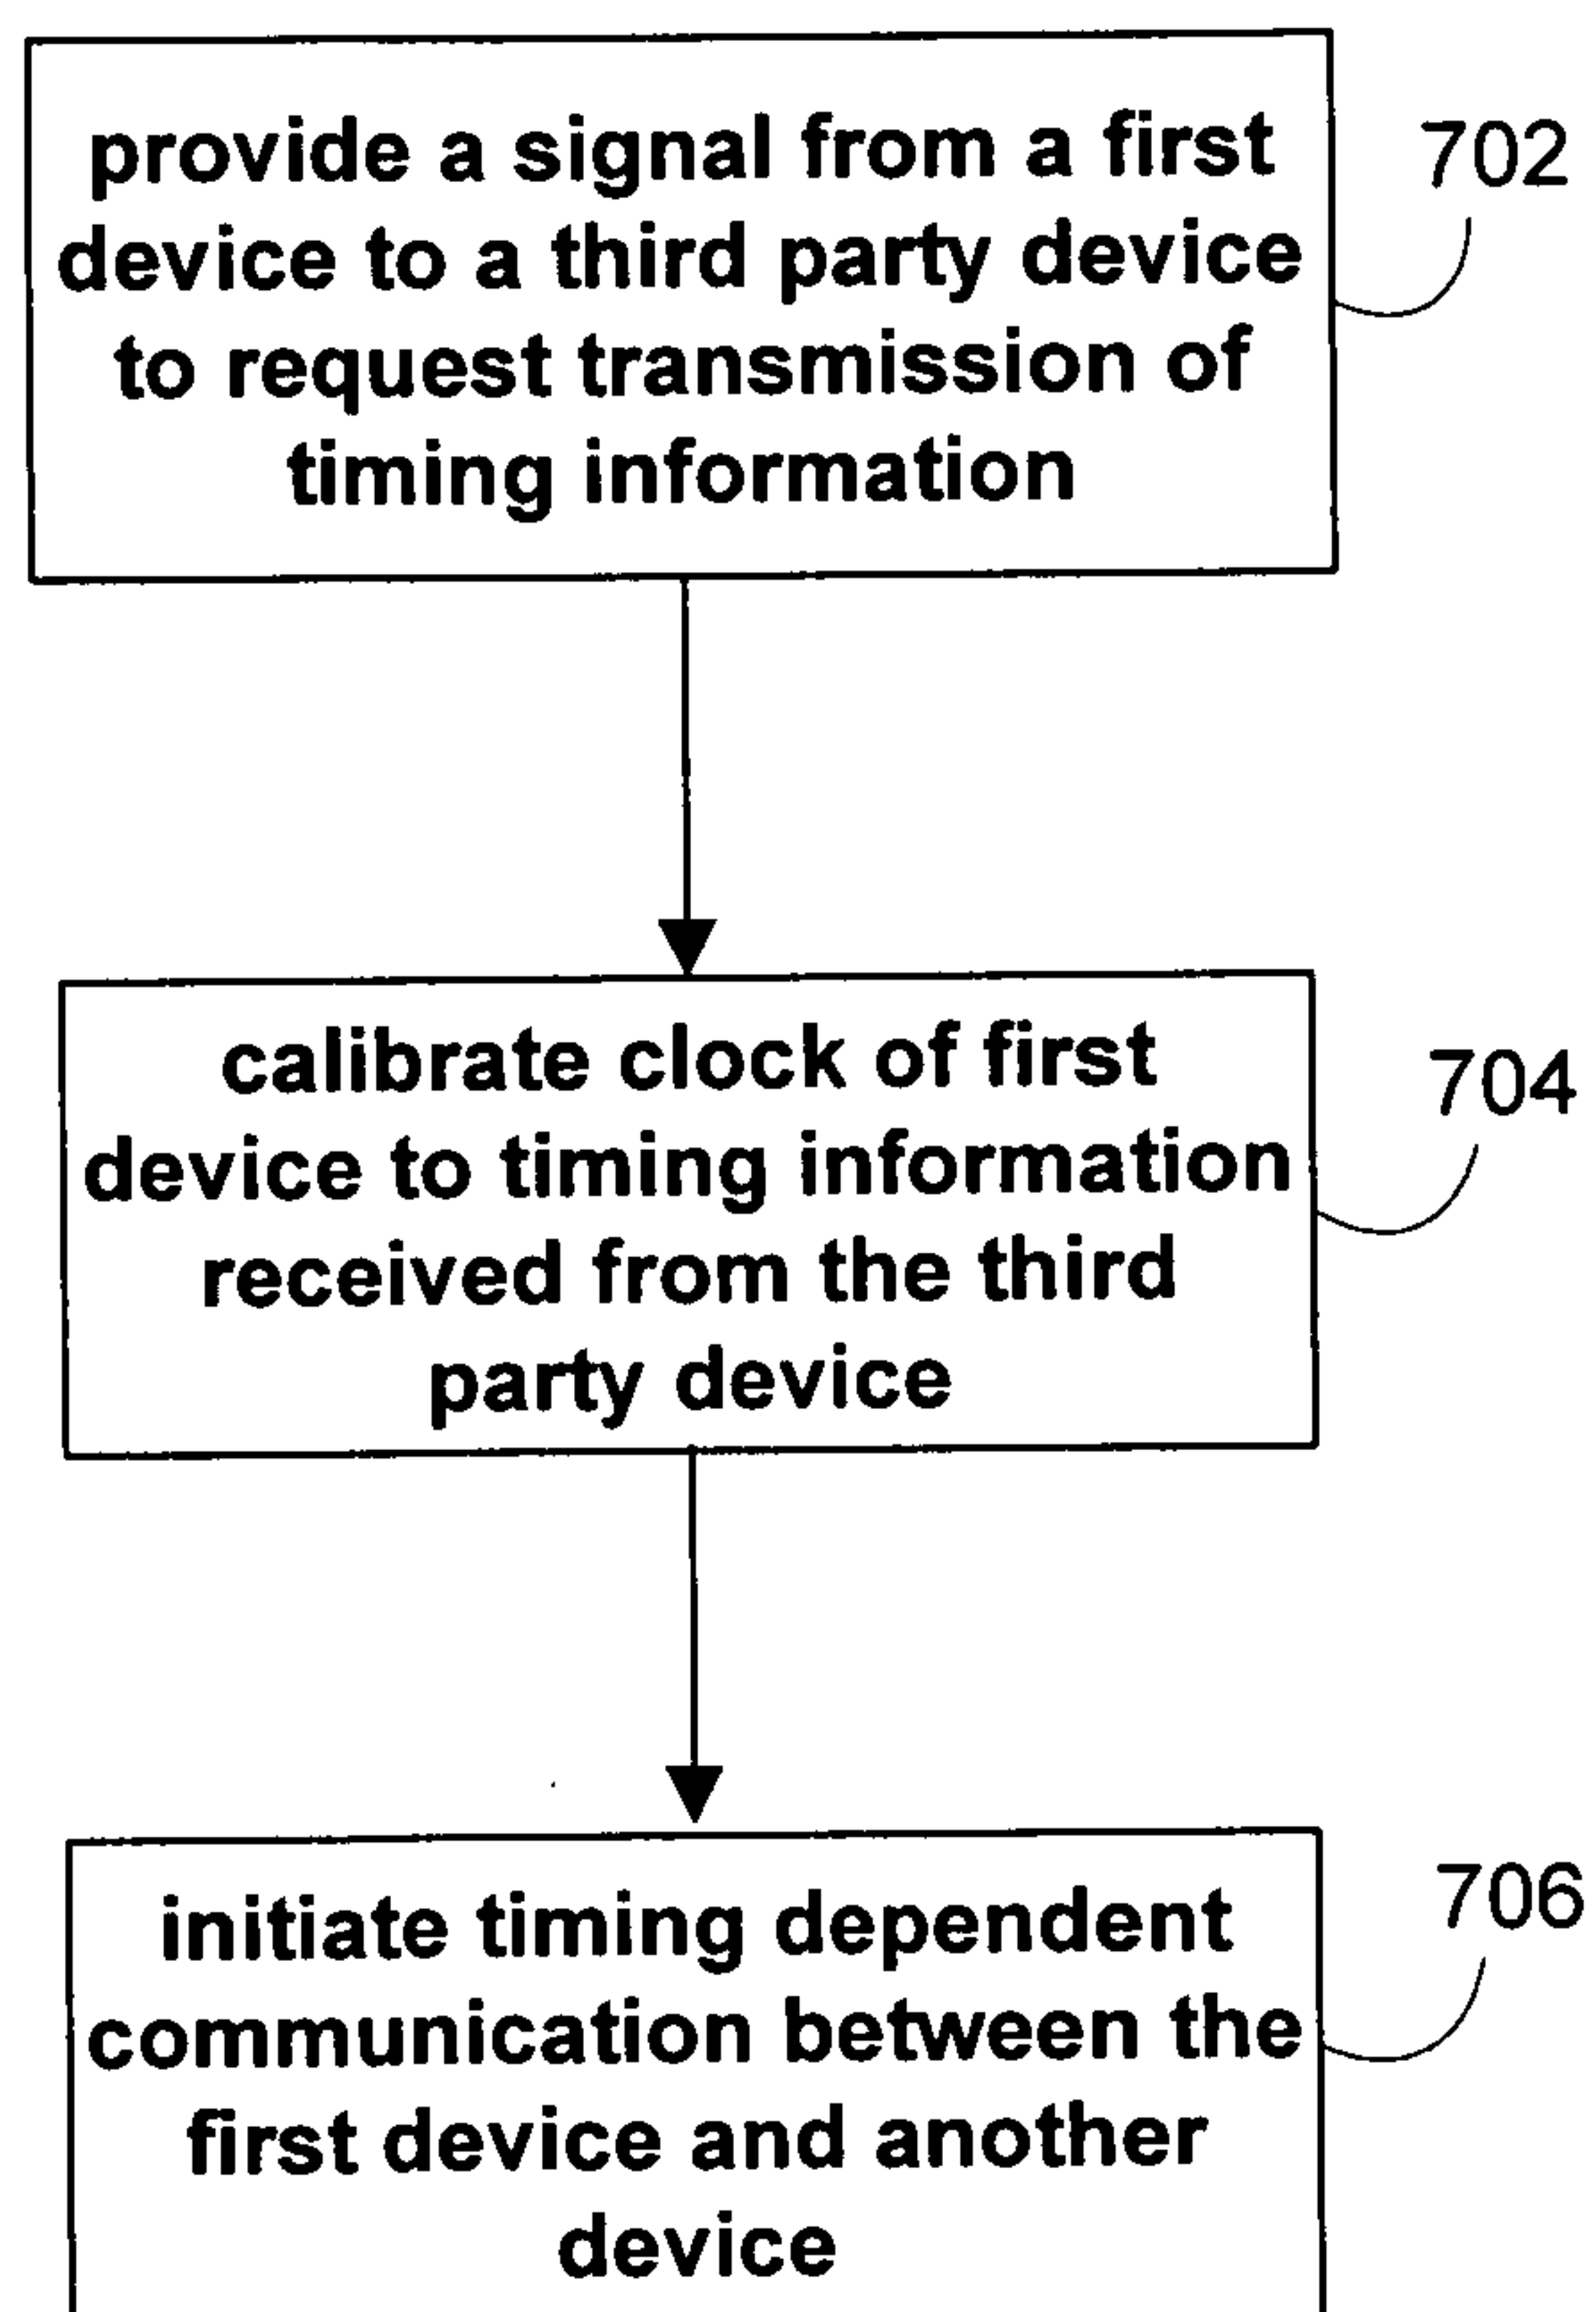 provide a signal from a first
702
device to a third party device
to request transmission of
timing information
calibrate clock of first
704
device to timing information
received from the third
party device
initiate timing dependent
706
communication between the
first device and another
device